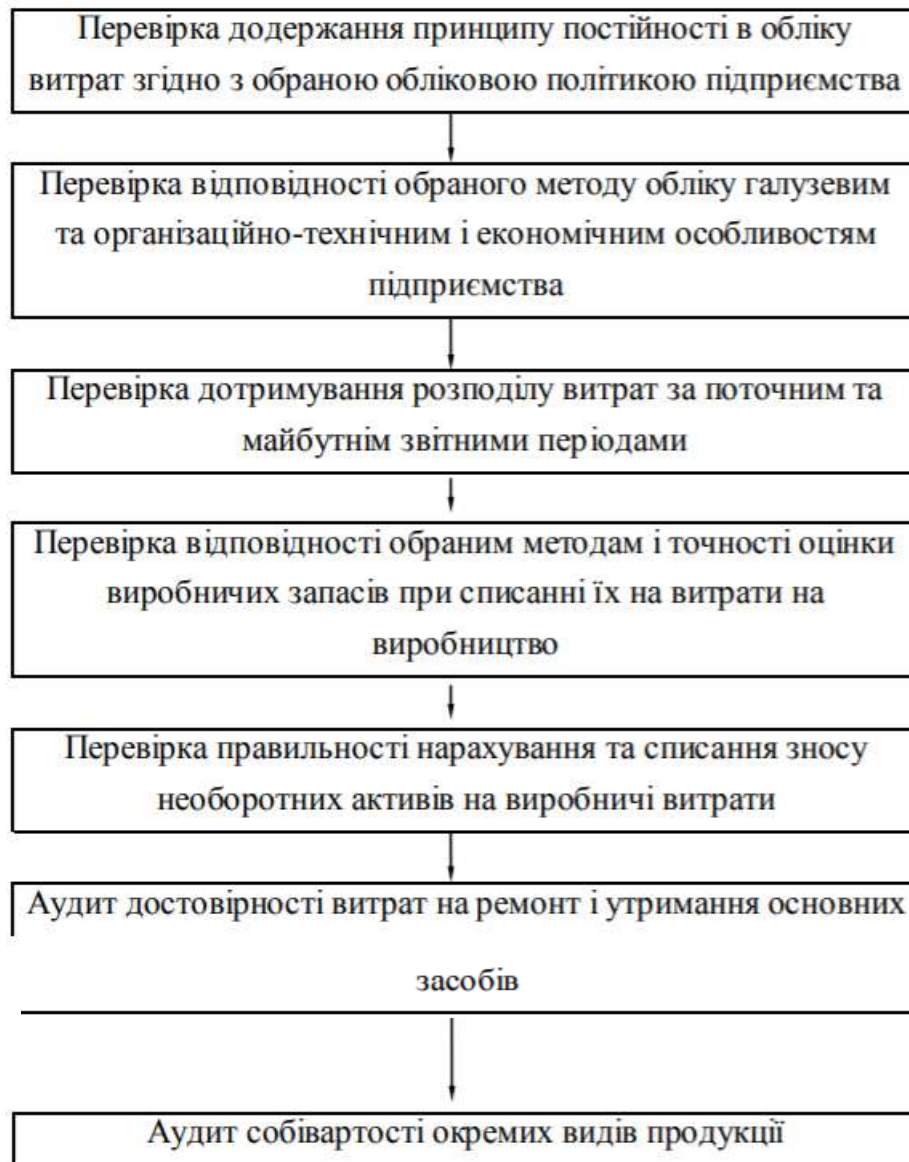 Перевірка додержання принципу постійності в обліку
витрат згідно з обраною обліковою політикою підприємства
Перевірка відповідності обраного методу обліку галузевим
та організаційно-технічним і економічним особливостям
підприємства
Перевірка дотримування розподілу витрат за поточним та
майбутнім звітними періодами
Перевірка відповідності обраним методам і точності оцінки
виробничих запасів при списанні їх на витрати на
виробництво
Перевірка правильності нарахування та списання зносу
необоротних активів на виробничі витрати
Аудит достовірності витрат на ремонт і утримання основних
засобів
Аудит собівартості окремих видів продукції